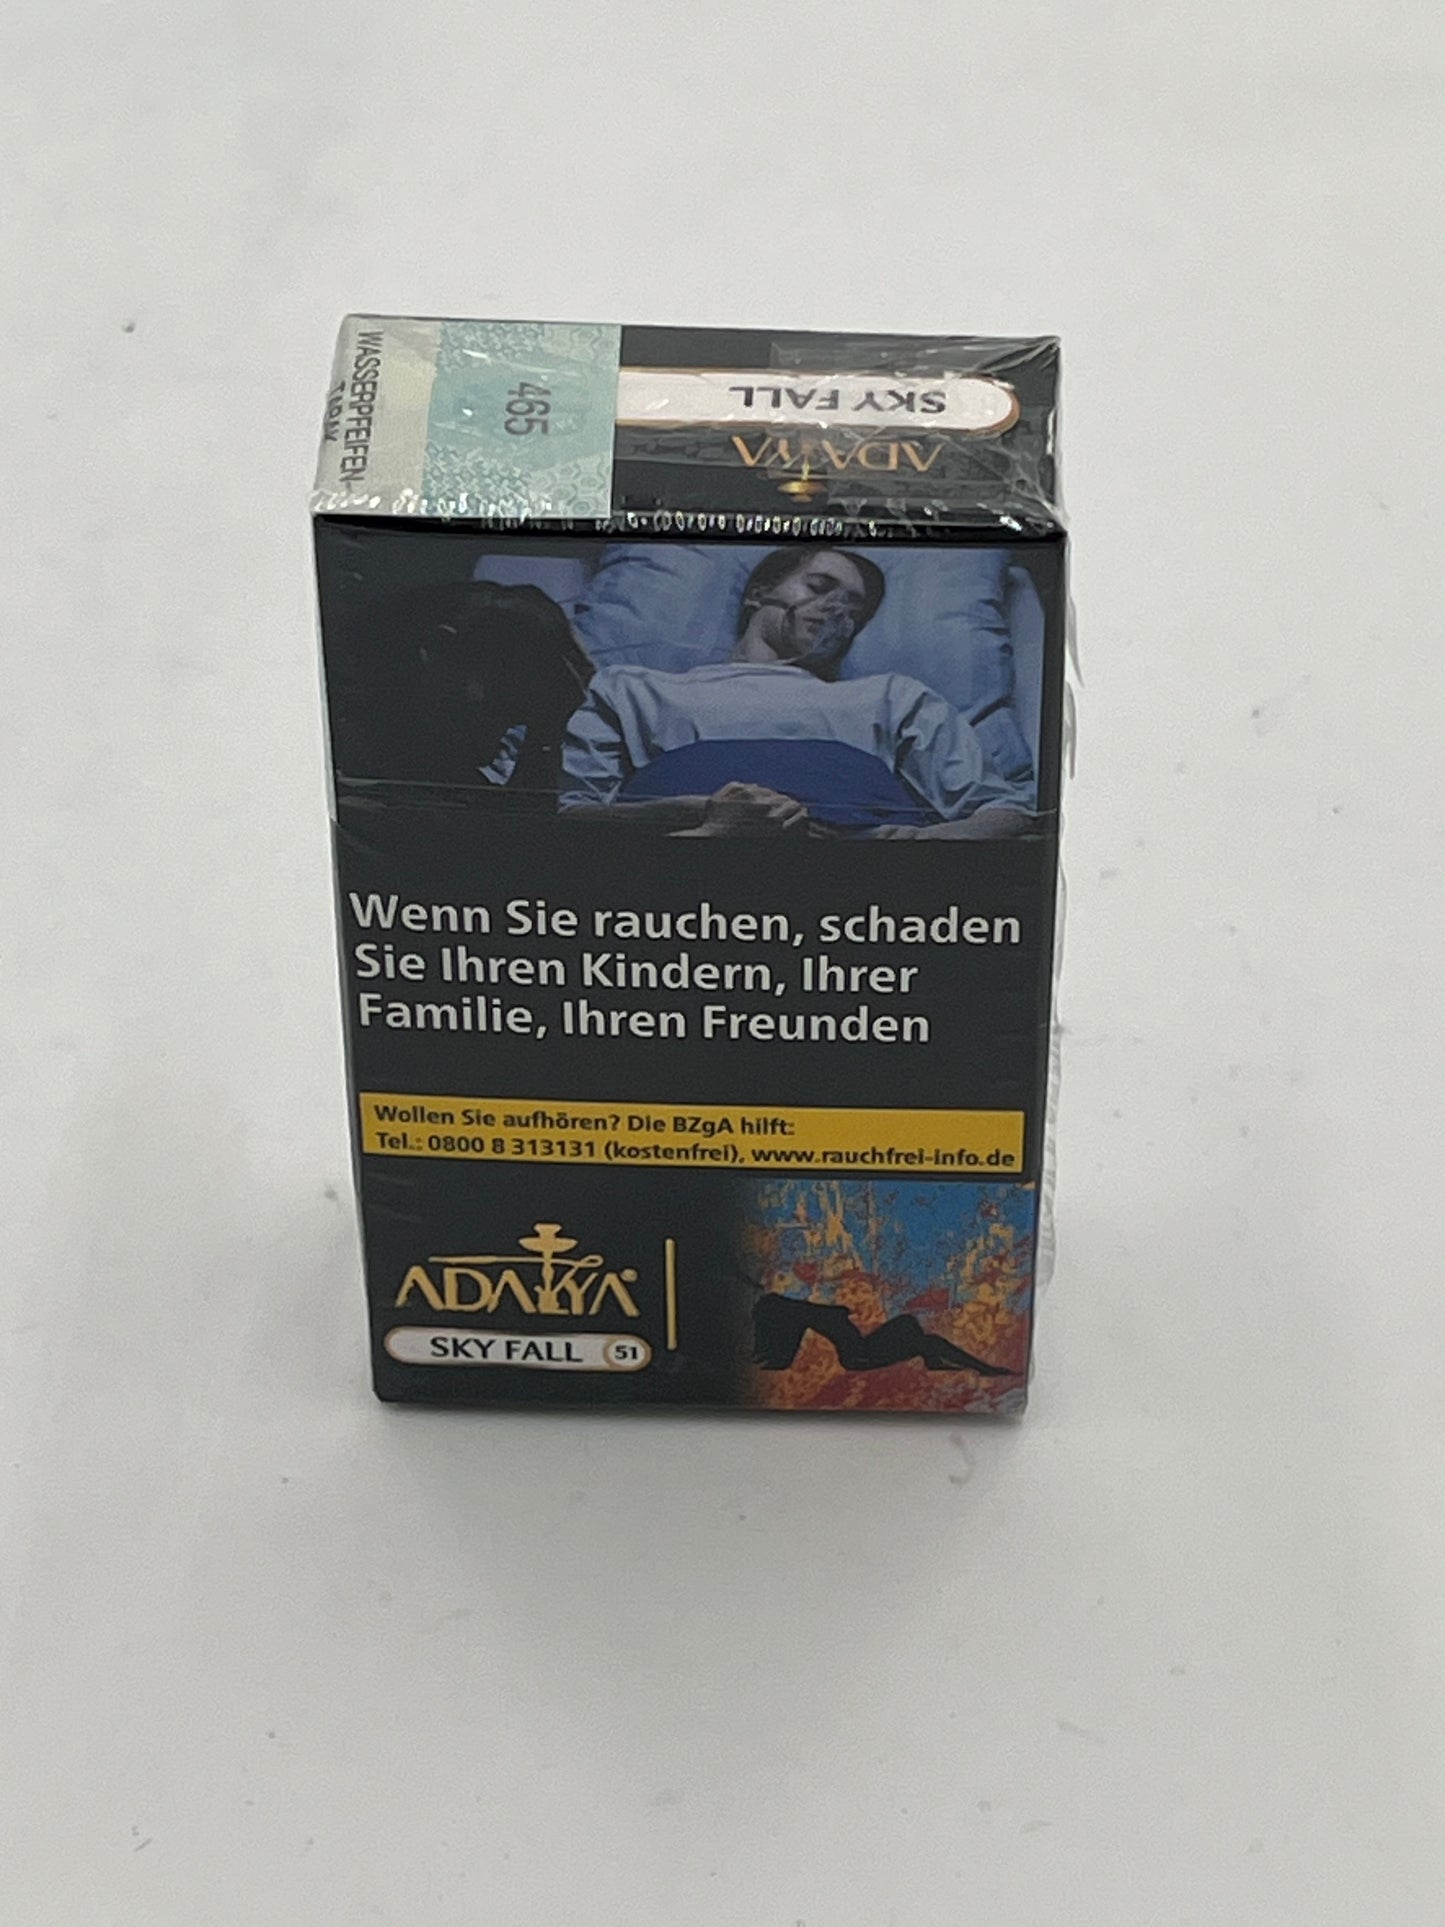 WASSERPFEIFEN-
465
SKY FALL
ADALYA
Wenn Sie rauchen, schaden
Sie Ihren Kindern, Ihrer
Familie, Ihren Freunden
Wollen Sie aufhören? Die BZgA hilft:
Tel.: 0800 8 313131 (kostenfrei), www.rauchfrei-info.de
ADALYA®
SKY FALL 51